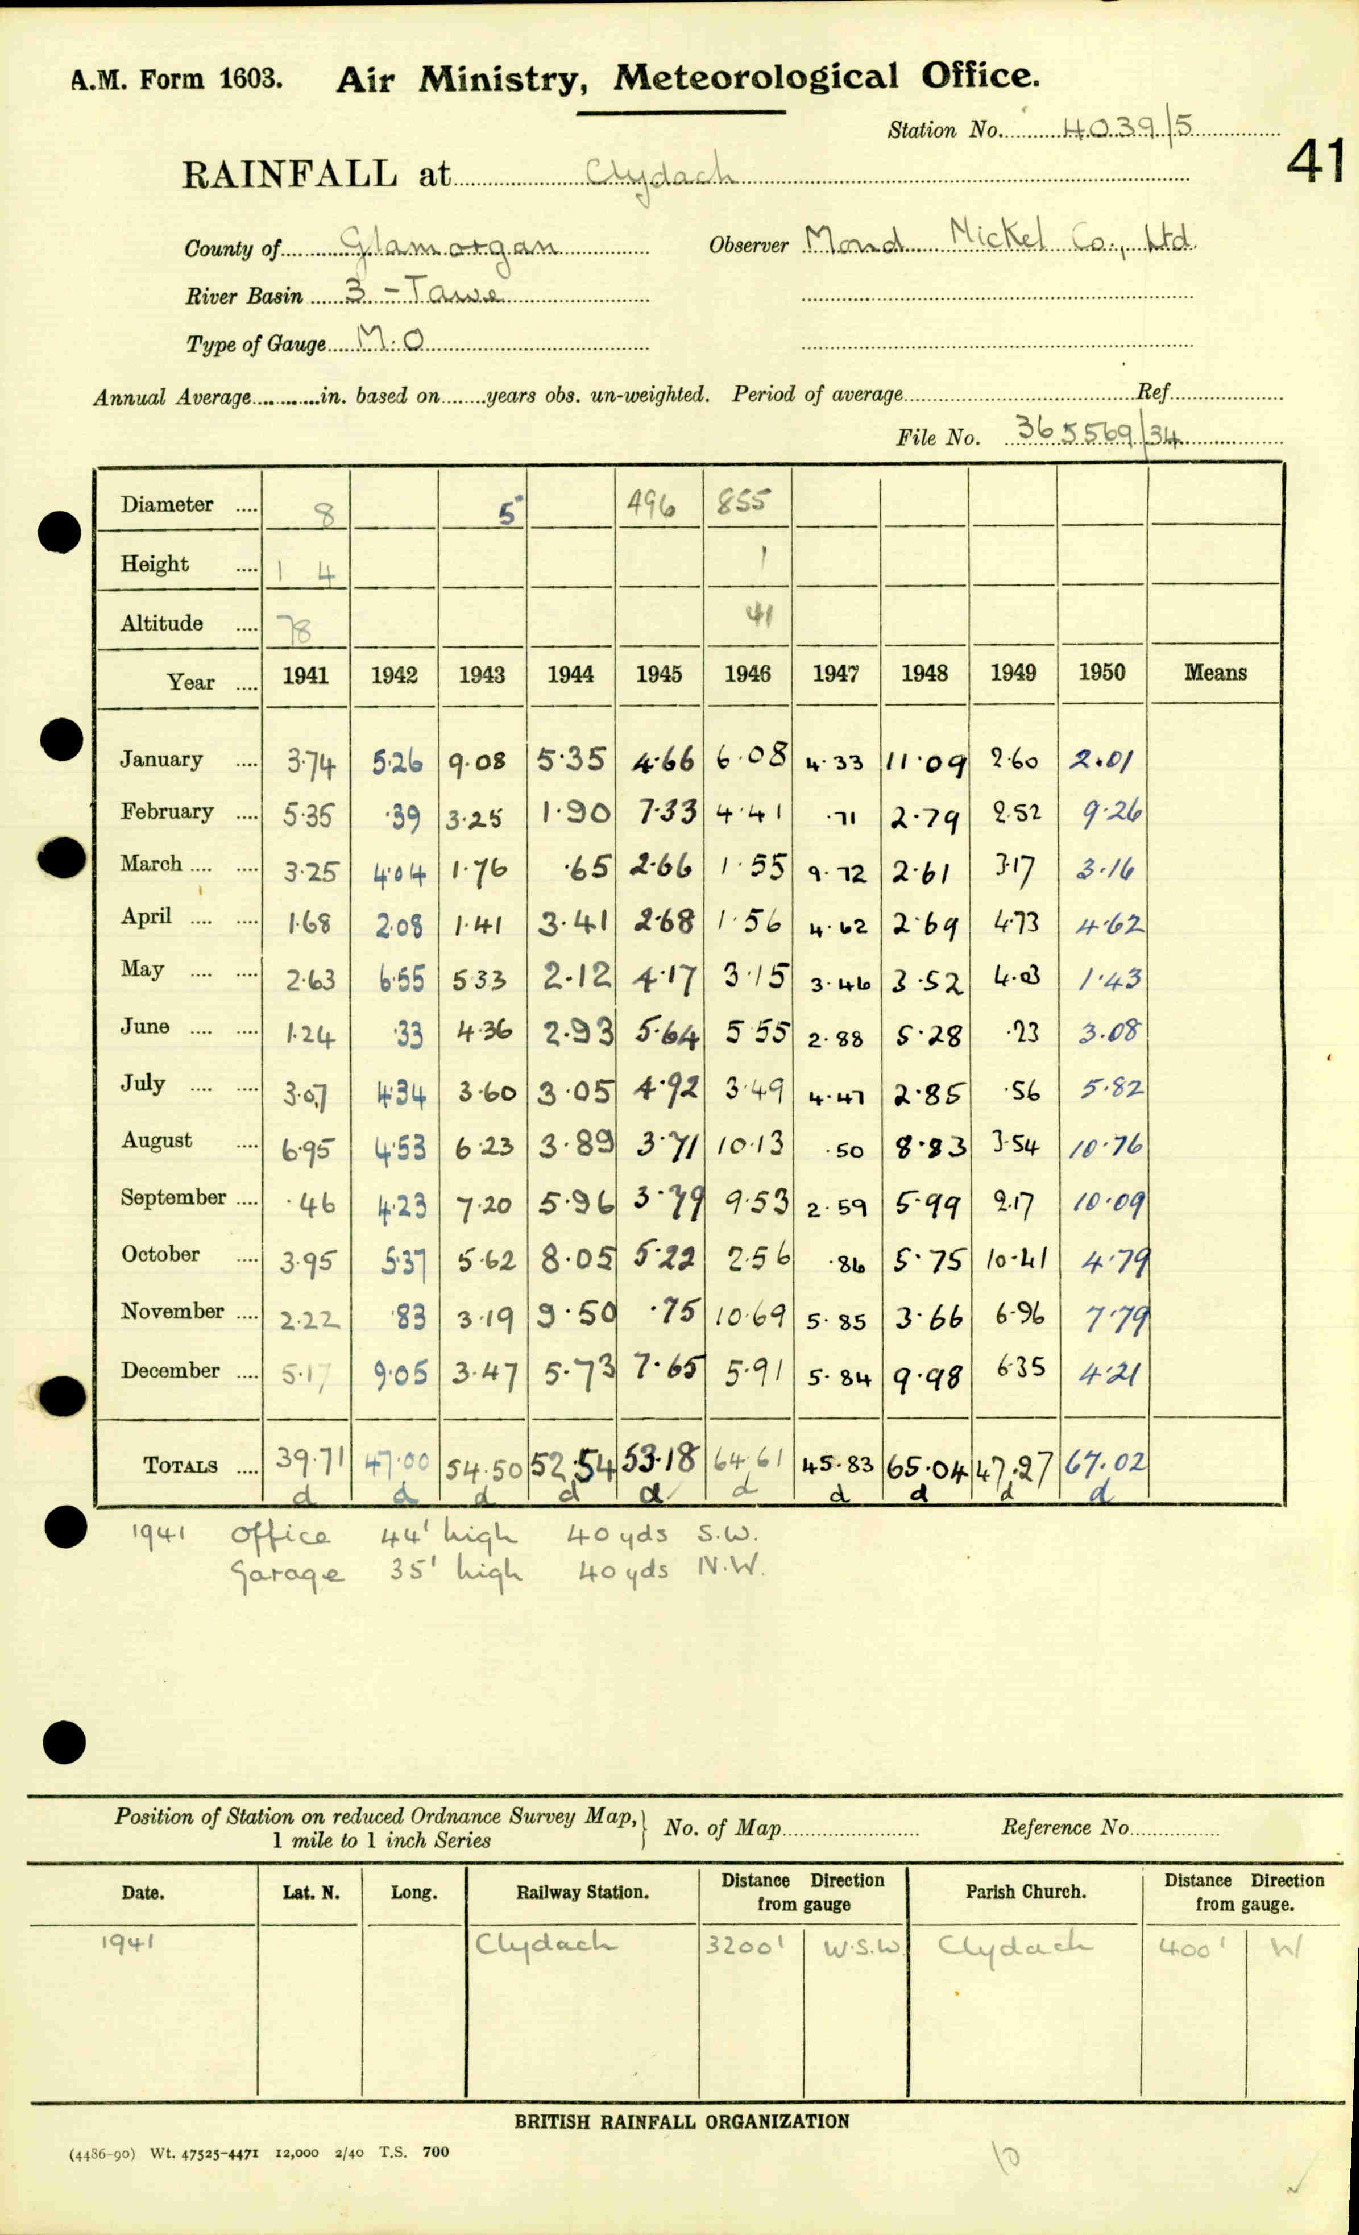 A.M. Form 1603. Air Ministry, Meteorological Office.
Station No. 4039/5
41
RAINFALL at Clydach
County of Glamorgan Observer Mond Nickel Co., Ltd.
River Basin 3 - Tawe
Type of Gauge M.O
Annual Average in. based on years obs. un-weighted. Period of average Ref
File No. 365569/34
Diameter 8 5" 496 855
Height 1 4 1
Altitude 78 41
Year 1941 1942 1943 1944 1945 1946 1947 1948 1949 1950 Means
January 3.74 5.26 9.08 5.35 4.66 6.08 4.33 11.09 2.60 2.01
February 5.35 .39 3.25 1.90 7.33 4.41 .71 2.79 2.52 9.26
March 3.25 4.04 1.76 .65 2.66 1.55 9.72 2.61 3.17 3.16
April 1.68 2.08 1.41 3.41 2.68 1.56 4.62 2.69 4.73 4.62
May 2.63 6.55 5.33 2.12 4.17 3.15 3.46 3.52 4.03 1.43
June 1.24 .33 4.36 2.93 5.64 5.55 2.88 5.28 .23 3.08
July 3.07 4.34 3.60 3.05 4.92 3.49 4.47 2.85 .56 5.82
August 6.95 4.53 6.23 3.89 3.71 10.13 .50 8.83 3.54 10.76
September .46 4.23 7.20 5.96 3.79 9.53 2.59 5.99 2.17 10.09
October 3.95 5.37 5.62 8.05 5.22 2.56 .86 5.75 10.41 4.79
November 2.22 .83 3.19 9.50 .75 10.69 5.85 3.66 6.96 7.79
December 5.17 9.05 3.47 5.73 7.65 5.91 5.84 9.98 6.35 4.21
TOTALS 39.71 47.00 54.50 52.54 53.18 64.61 45.83 65.04 47.27 67.02
d d d d d d d d d d
1941 Office 44' high 40 yds S.W.
Garage 35' high 40 yds N.W.
Position of Station on reduced Ordnance Survey Map, No. of Map Reference No
1 mile to 1 inch Series
Date. Lat. N. Long. Railway Station. Distance Direction from gauge Parish Church. Distance Direction from gauge.
1941 Clydach 3200' W.S.W. Clydach 400' W
BRITISH RAINFALL ORGANIZATION
(4486-90) Wt. 47525-4471 12,000 2/40 T.S. 700